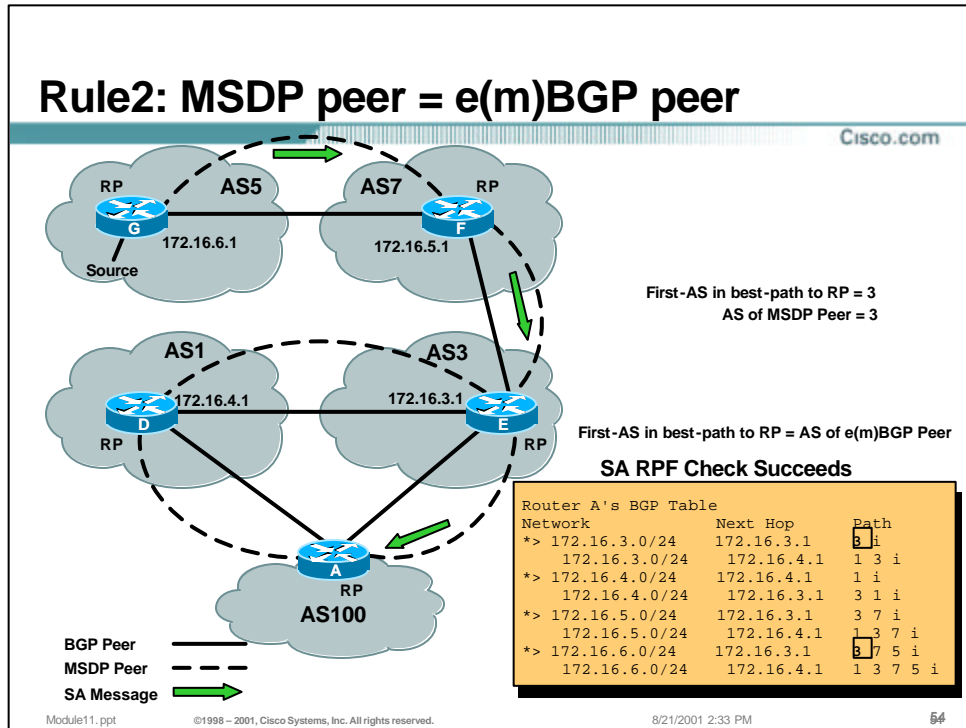 Rule2: MSDP peer = e(m)BGP peer
Cisco.com
RP
AS5
AS7
RP
G
F
172.16.6.1
172.16.5.1
Source
First-AS in best-path to RP = 3
AS of MSDP Peer = 3
AS1
AS3
172.16.4.1
172.16.3.1
D
E
RP
RP
First-AS in best-path to RP = AS of e(m)BGP Peer
SA RPF Check Succeeds
Router A's BGP Table
Network Next Hop Path
*> 172.16.3.0/24 172.16.3.1 3 i
172.16.3.0/24 172.16.4.1 1 3 i
*> 172.16.4.0/24 172.16.4.1 1 i
172.16.4.0/24 172.16.3.1 3 1 i
*> 172.16.5.0/24 172.16.3.1 3 7 i
172.16.5.0/24 172.16.4.1 1 3 7 i
*> 172.16.6.0/24 172.16.3.1 3 7 5 i
172.16.6.0/24 172.16.4.1 1 3 7 5 i
A
RP
AS100
BGP Peer
MSDP Peer
SA Message
Module11.ppt ©1998 – 2001, Cisco Systems, Inc. All rights reserved. 8/21/2001 2:33 PM